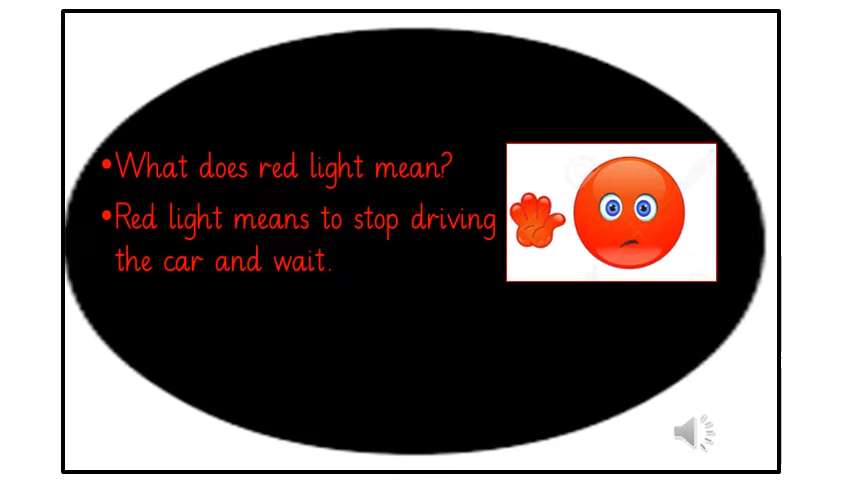 •What does red light mean?
•Red light means to stop driving
the car and wait.